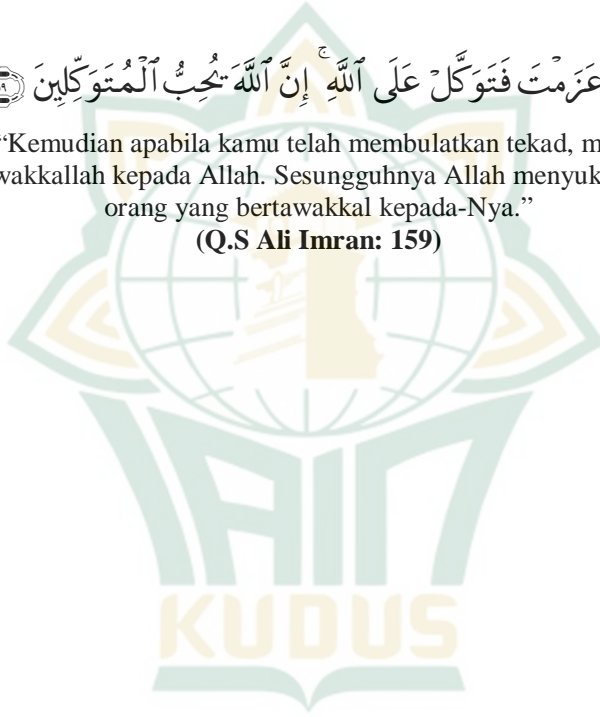 عَزَمْتَ فَتَوَكَّلْ عَلَى ٱللَّهِ ۚ إِنَّ ٱللَّهَ يُحِبُّ ٱلْمُتَوَكِّلِينَ
“Kemudian apabila kamu telah membulatkan tekad, m
wakkallah kepada Allah. Sesungguhnya Allah menyuk
orang yang bertawakkal kepada-Nya.”
(Q.S Ali Imran: 159)
IAIN
KUDUS